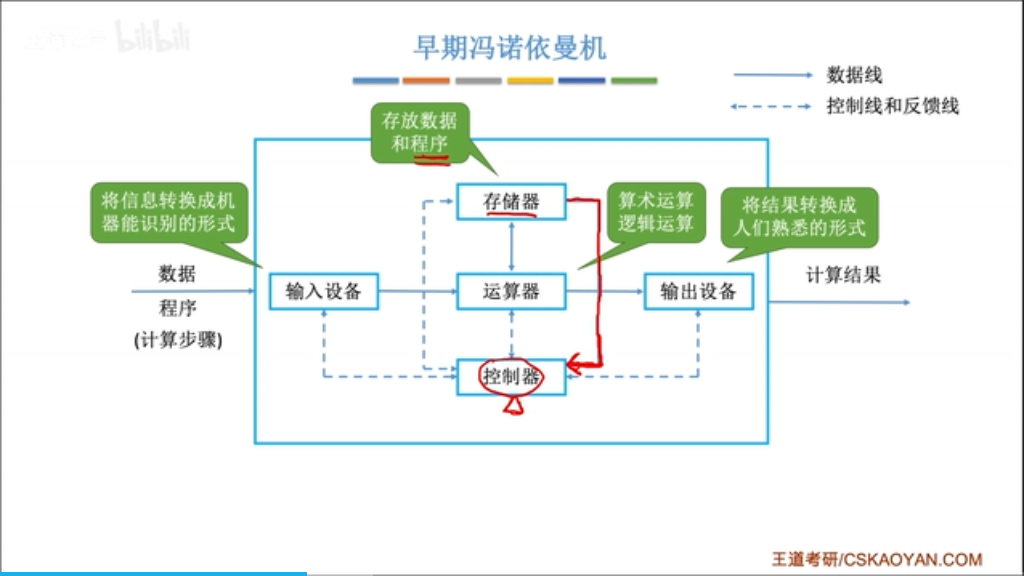 bilibili
早期冯诺依曼机
数据线
控制线和反馈线
存放数据
和程序
将信息转换成机
器能识别的形式
存储器
算术运算
逻辑运算
将结果转换成
人们熟悉的形式
数据
程序
(计算步骤)
输入设备
运算器
输出设备
计算结果
控制器
王道考研/CSKAOYAN.COM